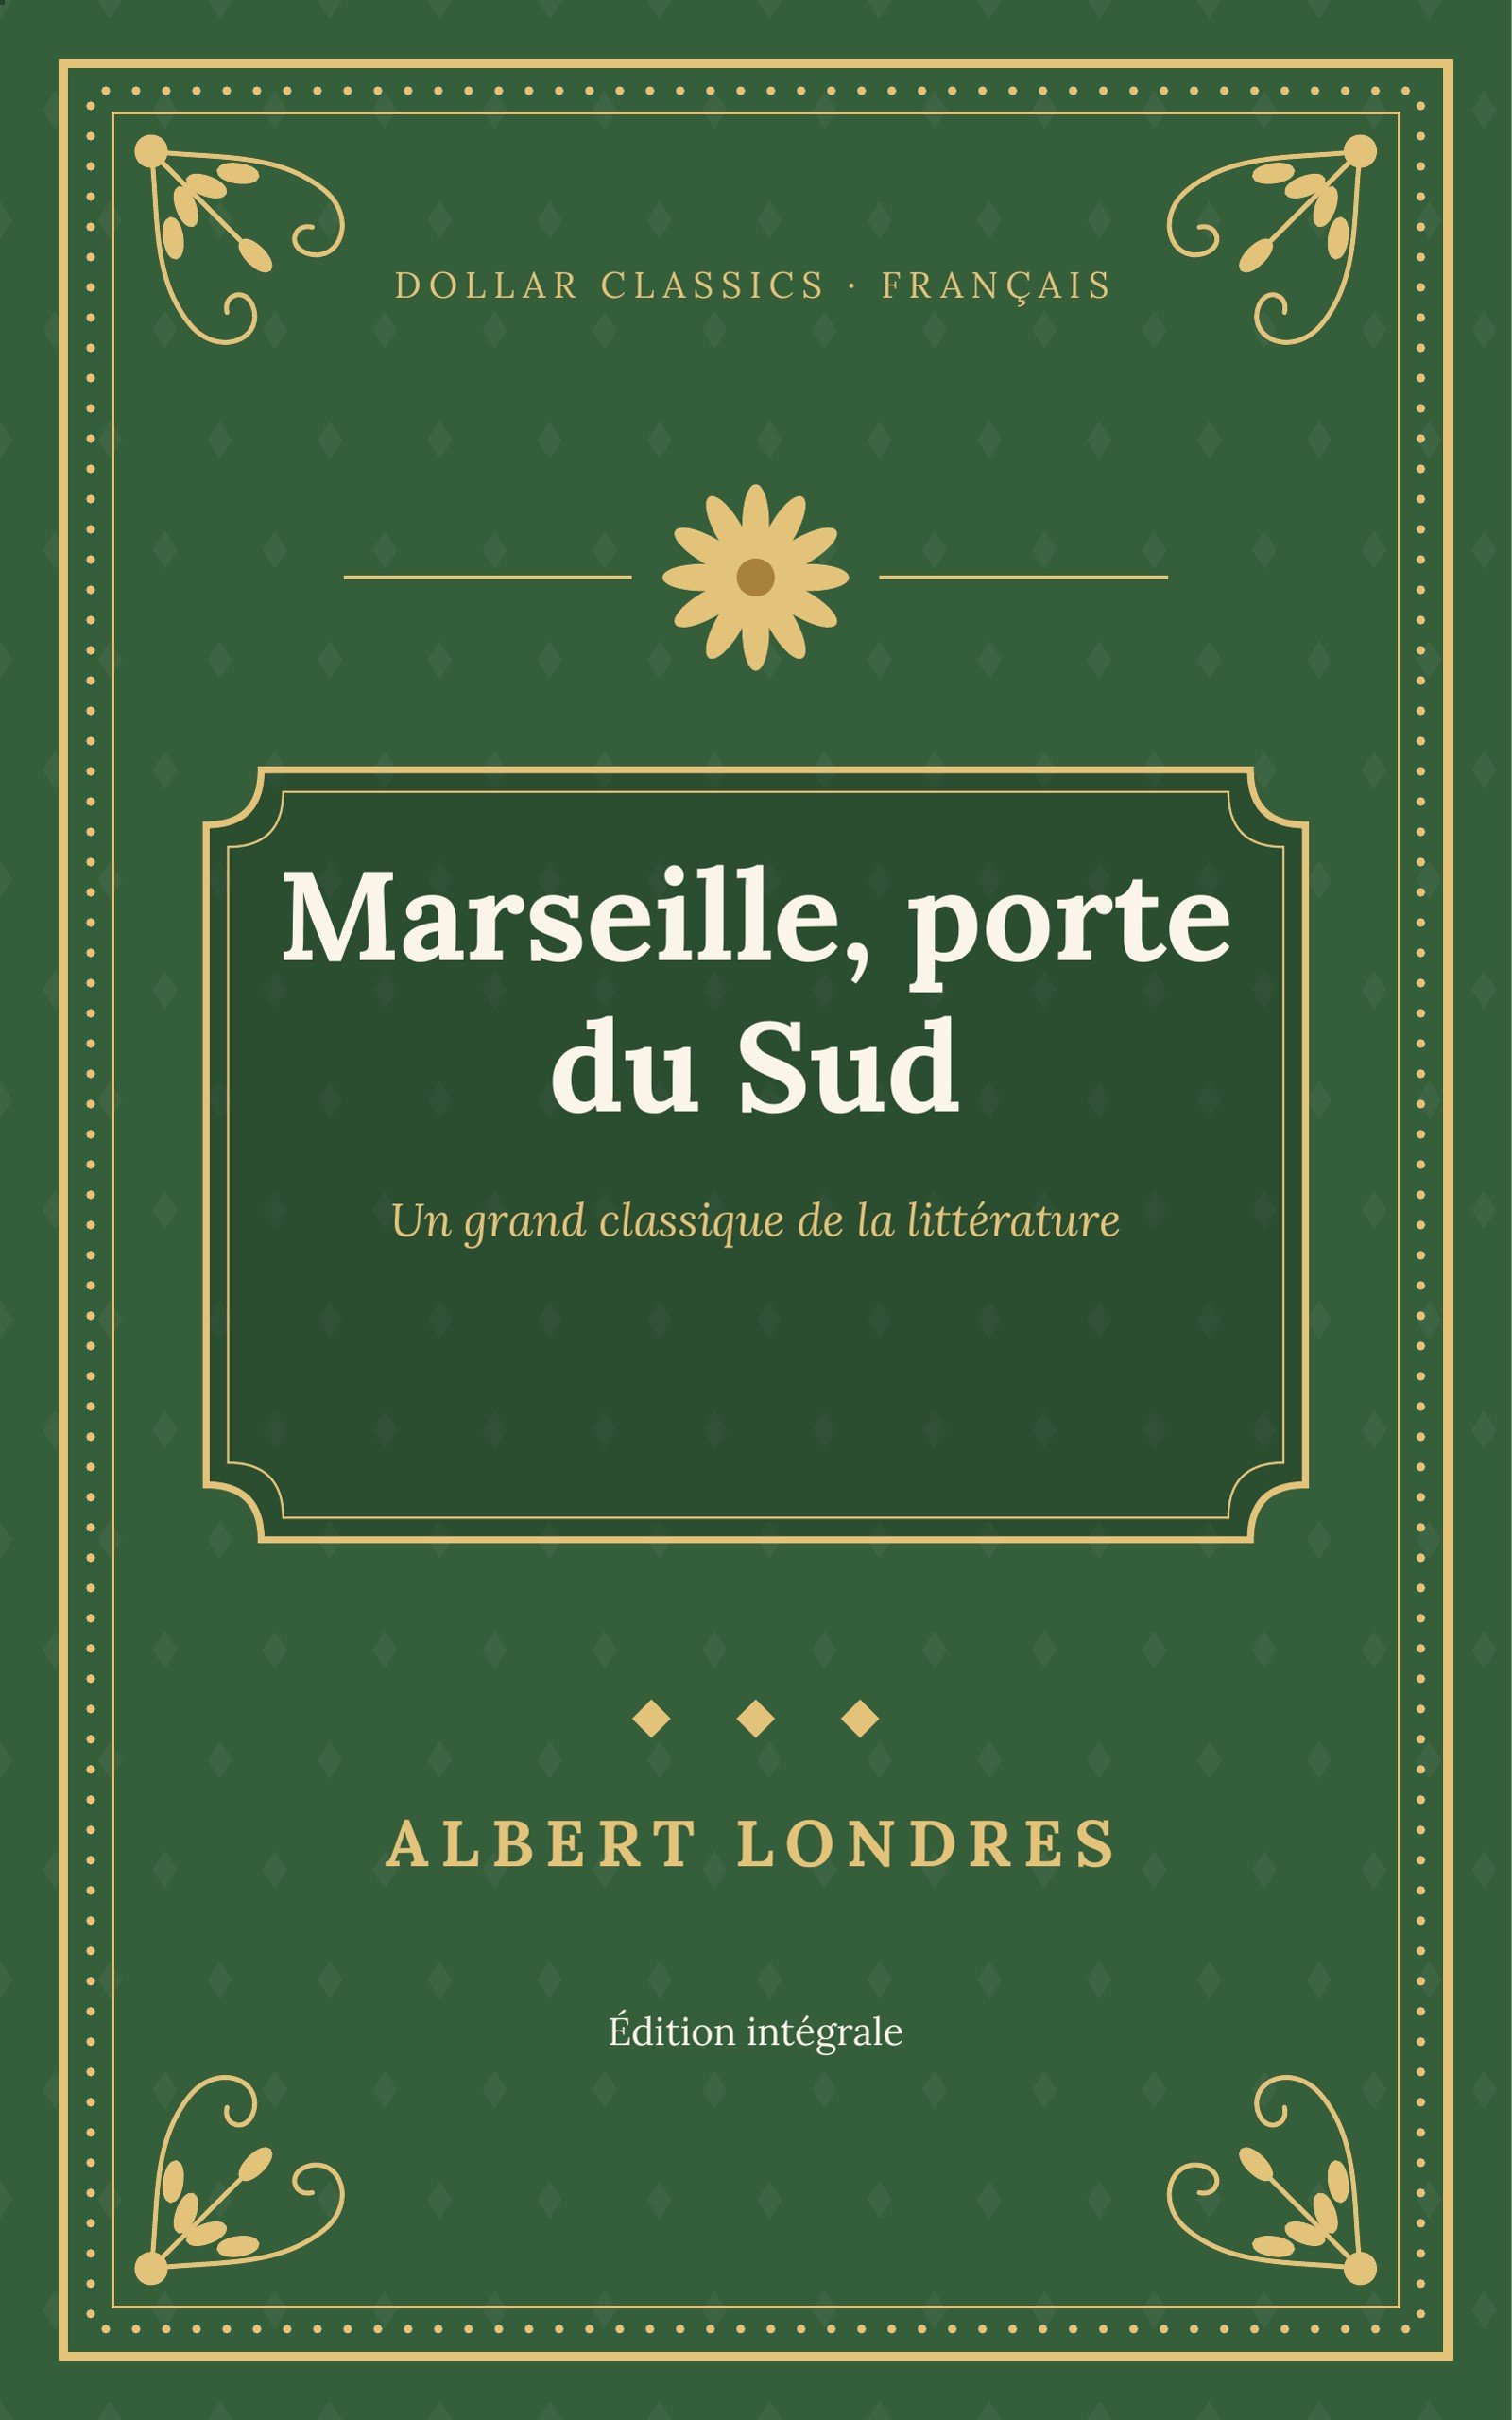 DOLLAR CLASSICS · FRANÇAIS
Marseille, porte
du Sud
Un grand classique de la littérature
ALBERT LONDRES
Édition intégrale